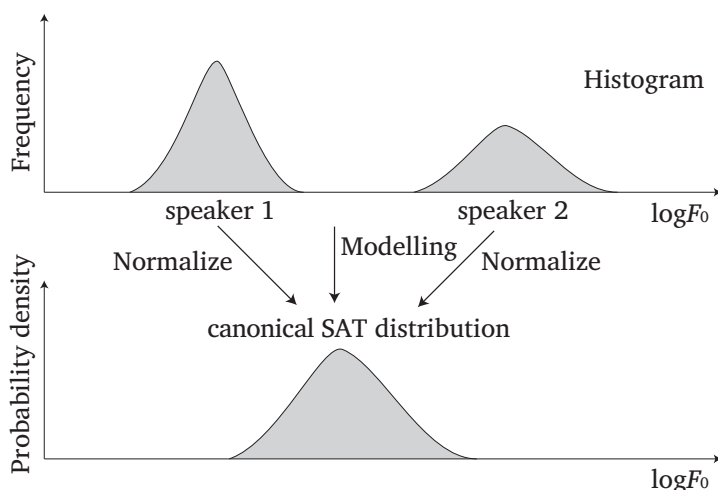 Frequency
Histogram
speaker 1
speaker 2
logF0
Normalize
Modelling
Normalize
canonical SAT distribution
Probability density
logF0